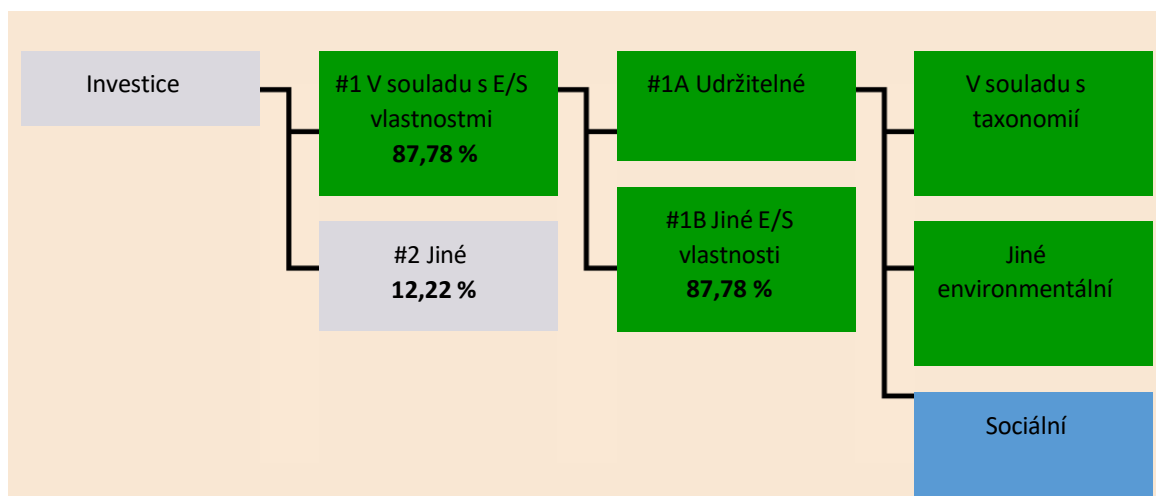 Investice
#1 V souladu s E/S
vlastnostmi
87,78 %
#2 Jiné
12,22 %
#1A Udržitelné
#1B Jiné E/S
vlastnosti
87,78 %
V souladu s
taxonomií
Jiné
environmentální
Sociální